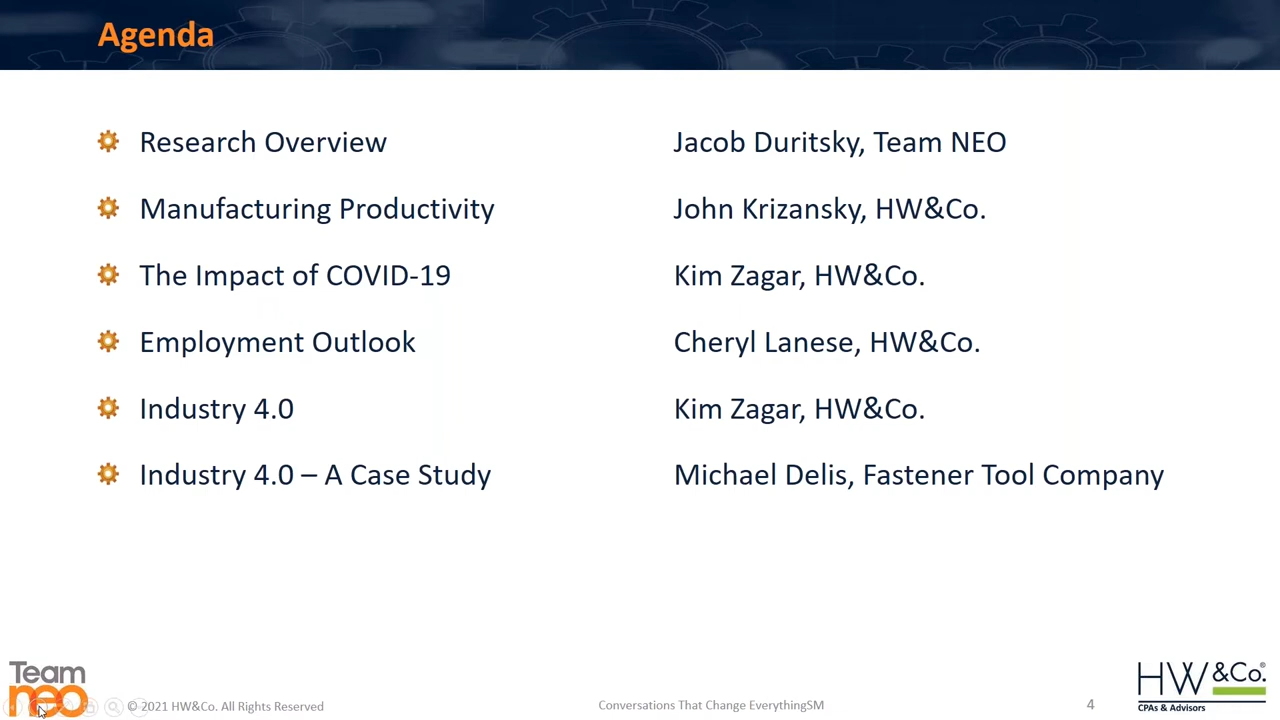 Agenda
Research Overview Jacob Duritsky, Team NEO
Manufacturing Productivity John Krizansky, HW&Co.
The Impact of COVID-19 Kim Zagar, HW&Co.
Employment Outlook Cheryl Lanese, HW&Co.
Industry 4.0 Kim Zagar, HW&Co.
Industry 4.0 – A Case Study Michael Delis, Fastener Tool Company
Team
neo
© 2021 HW&Co. All Rights Reserved
Conversations That Change EverythingSM
4
HW&Co.®
CPAs & Advisors